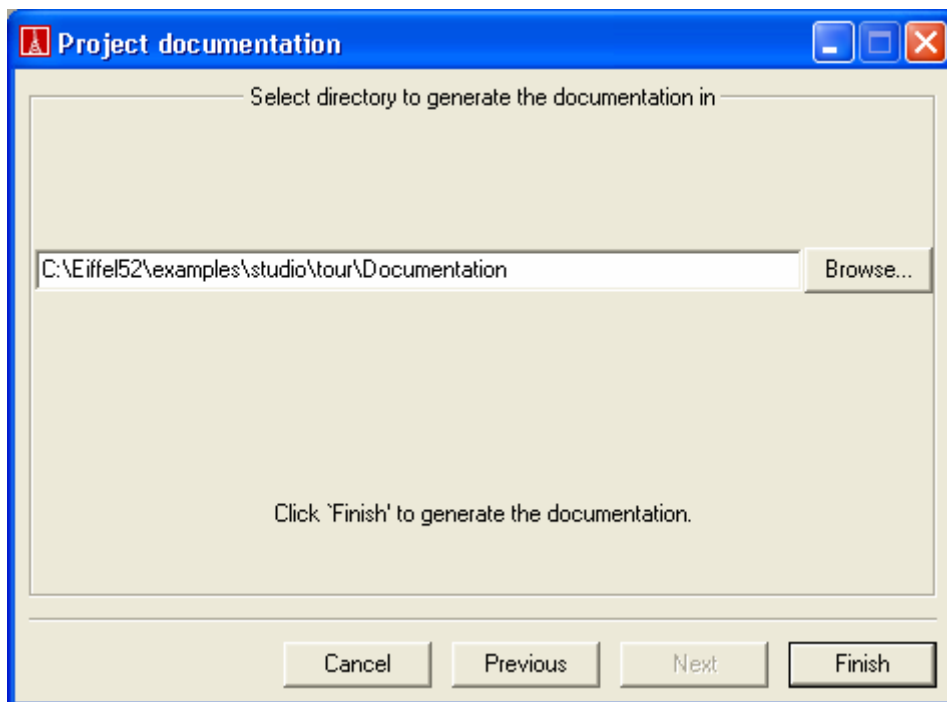 Project documentation
Select directory to generate the documentation in
C:\Eiffel52\examples\studio\tour\Documentation
Browse...
Click `Finish' to generate the documentation.
Cancel
Previous
Next
Finish